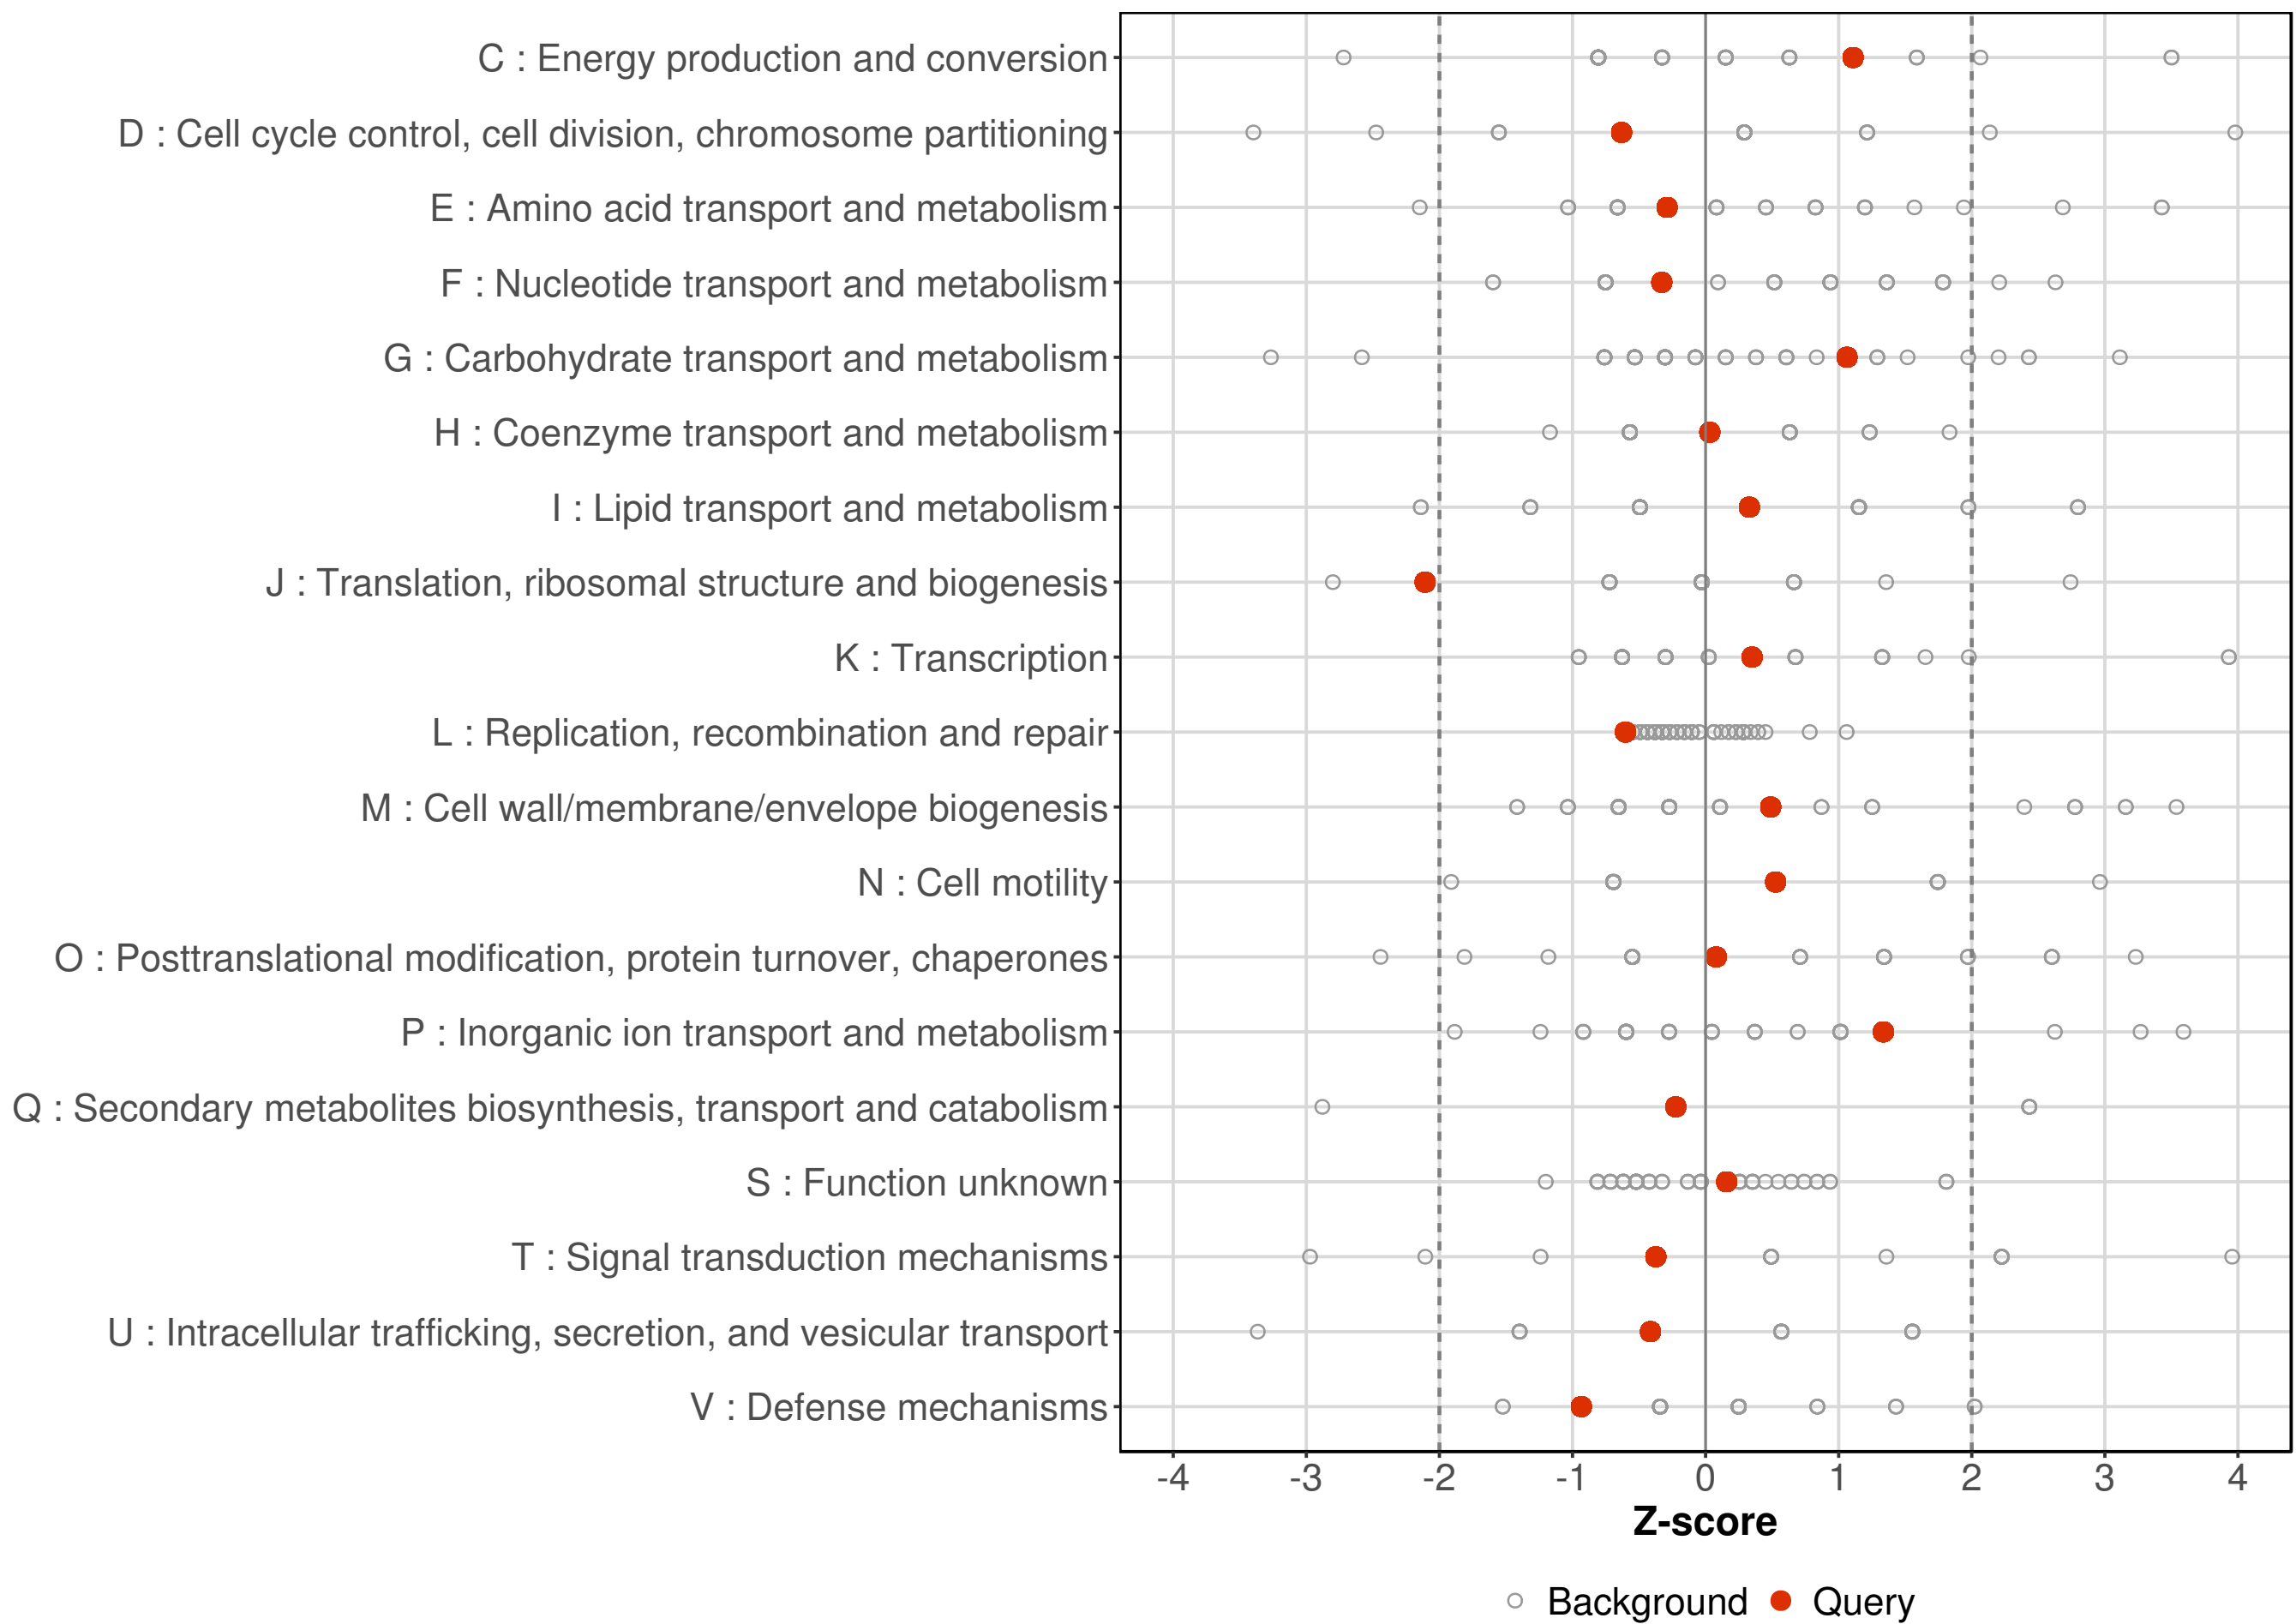 C : Energy production and conversion
D : Cell cycle control, cell division, chromosome partitioning
E : Amino acid transport and metabolism
F : Nucleotide transport and metabolism
G : Carbohydrate transport and metabolism
H : Coenzyme transport and metabolism
I : Lipid transport and metabolism
J : Translation, ribosomal structure and biogenesis
K : Transcription
L : Replication, recombination and repair
M : Cell wall/membrane/envelope biogenesis
N : Cell motility
O : Posttranslational modification, protein turnover, chaperones
P : Inorganic ion transport and metabolism
Q : Secondary metabolites biosynthesis, transport and catabolism
S : Function unknown
T : Signal transduction mechanisms
U : Intracellular trafficking, secretion, and vesicular transport
V : Defense mechanisms
-4 -3 -2 -1 0 1 2 3 4
Z-score
Background Query